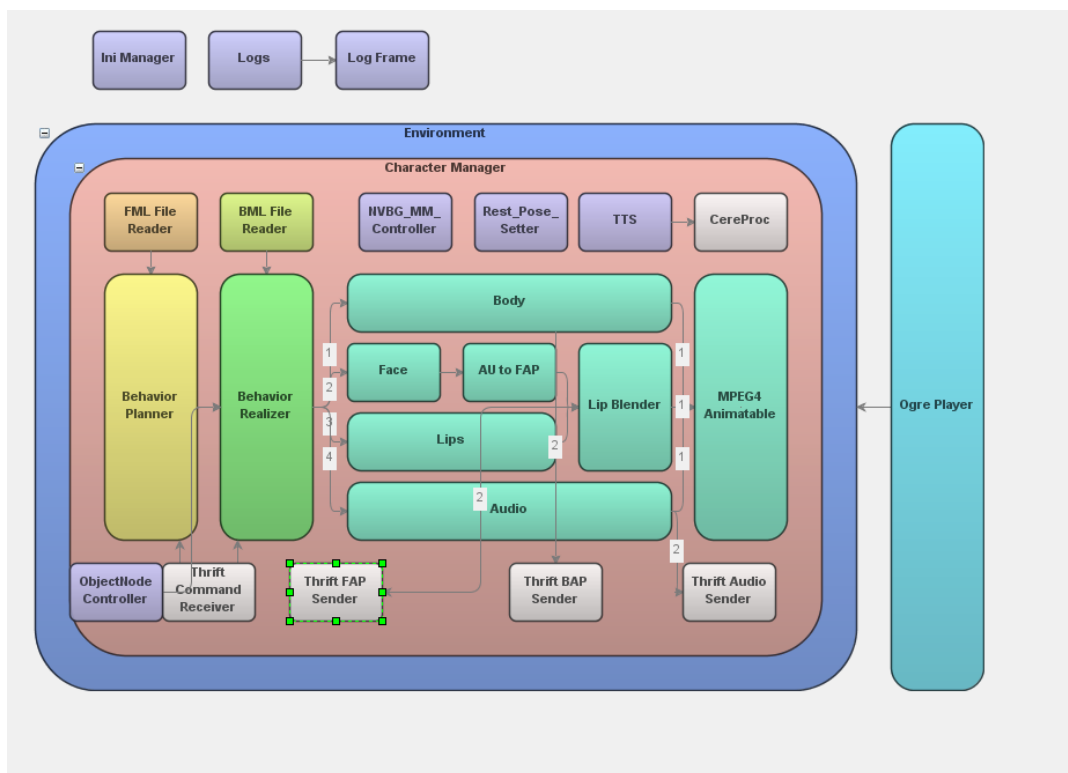 Ini Manager
Logs
Log Frame
Environment
Character Manager
FML File
Reader
BML File
Reader
NVBG_MM_
Controller
Rest_Pose_
Setter
TTS
CereProc
Body
1
1
Face
AU to FAP
2
Behavior
Planner
Behavior
Realizer
Lip Blender
1
MPEG4
Animatable
Ogre Player
3
Lips
2
4
1
2
Audio
2
ObjectNode
Controller
Thrift
Command
Receiver
Thrift FAP
Sender
Thrift BAP
Sender
Thrift Audio
Sender